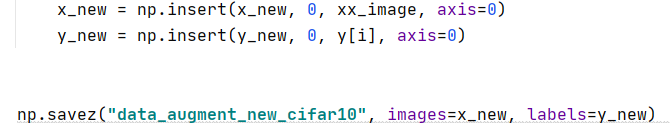 x_new = np.insert(x_new, 0, xx_image, axis=0)
y_new = np.insert(y_new, 0, y[i], axis=0)
np.savez("data_augment_new_cifar10", images=x_new, labels=y_new)